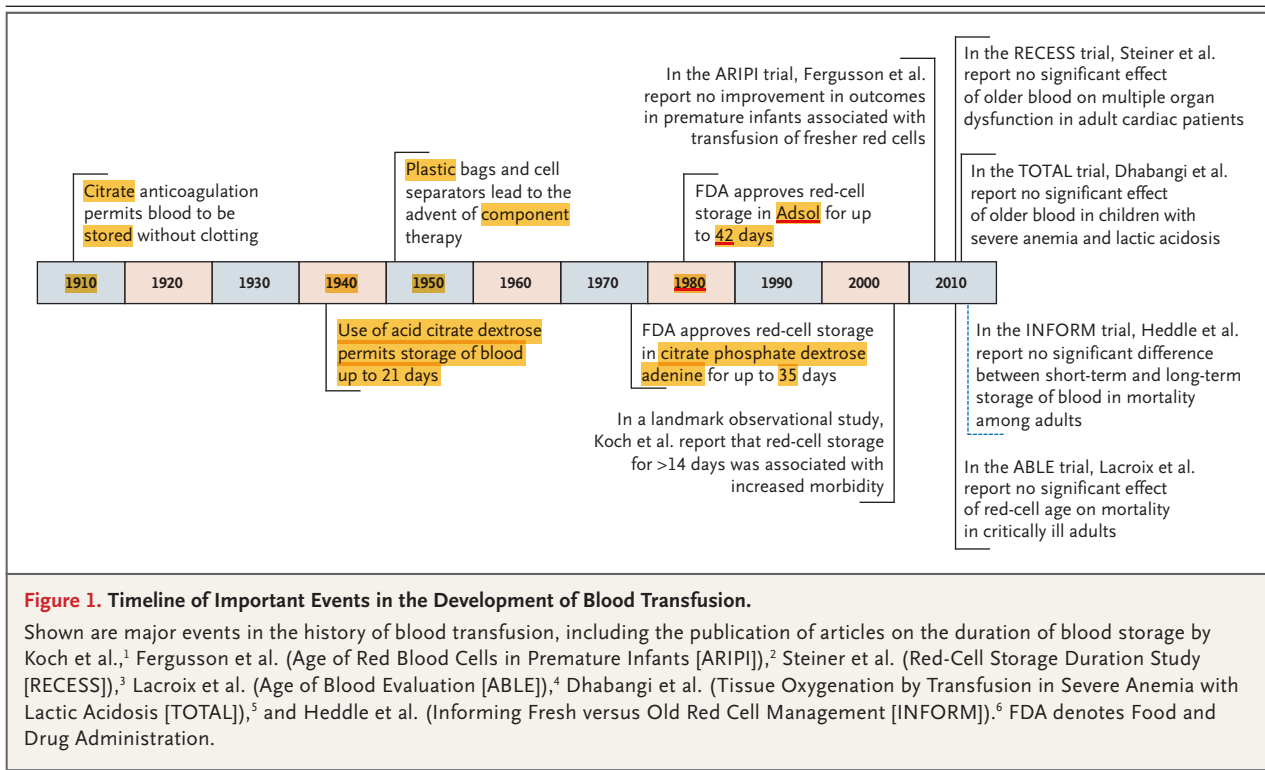 In the ARIPI trial, Fergusson et al.
report no improvement in outcomes
in premature infants associated with
transfusion of fresher red cells
In the RECESS trial, Steiner et al.
report no significant effect
of older blood on multiple organ
dysfunction in adult cardiac patients
Citrate anticoagulation
permits blood to be
stored without clotting
Plastic bags and cell
separators lead to the
advent of component
therapy
FDA approves red-cell
storage in Adsol for up
to 42 days
In the TOTAL trial, Dhabangi et al.
report no significant effect
of older blood in children with
severe anemia and lactic acidosis
1910 1920 1930 1940 1950 1960 1970 1980 1990 2000 2010
Use of acid citrate dextrose
permits storage of blood
up to 21 days
FDA approves red-cell storage
in citrate phosphate dextrose
adenine for up to 35 days
In the INFORM trial, Heddle et al.
report no significant difference
between short-term and long-term
storage of blood in mortality
among adults
In a landmark observational study,
Koch et al. report that red-cell storage
for >14 days was associated with
increased morbidity
In the ABLE trial, Lacroix et al.
report no significant effect
of red-cell age on mortality
in critically ill adults
Figure 1. Timeline of Important Events in the Development of Blood Transfusion.
Shown are major events in the history of blood transfusion, including the publication of articles on the duration of blood storage by
Koch et al.,1 Fergusson et al. (Age of Red Blood Cells in Premature Infants [ARIPI]),2 Steiner et al. (Red-Cell Storage Duration Study
[RECESS]),3 Lacroix et al. (Age of Blood Evaluation [ABLE]),4 Dhabangi et al. (Tissue Oxygenation by Transfusion in Severe Anemia with
Lactic Acidosis [TOTAL]),5 and Heddle et al. (Informing Fresh versus Old Red Cell Management [INFORM]).6 FDA denotes Food and
Drug Administration.